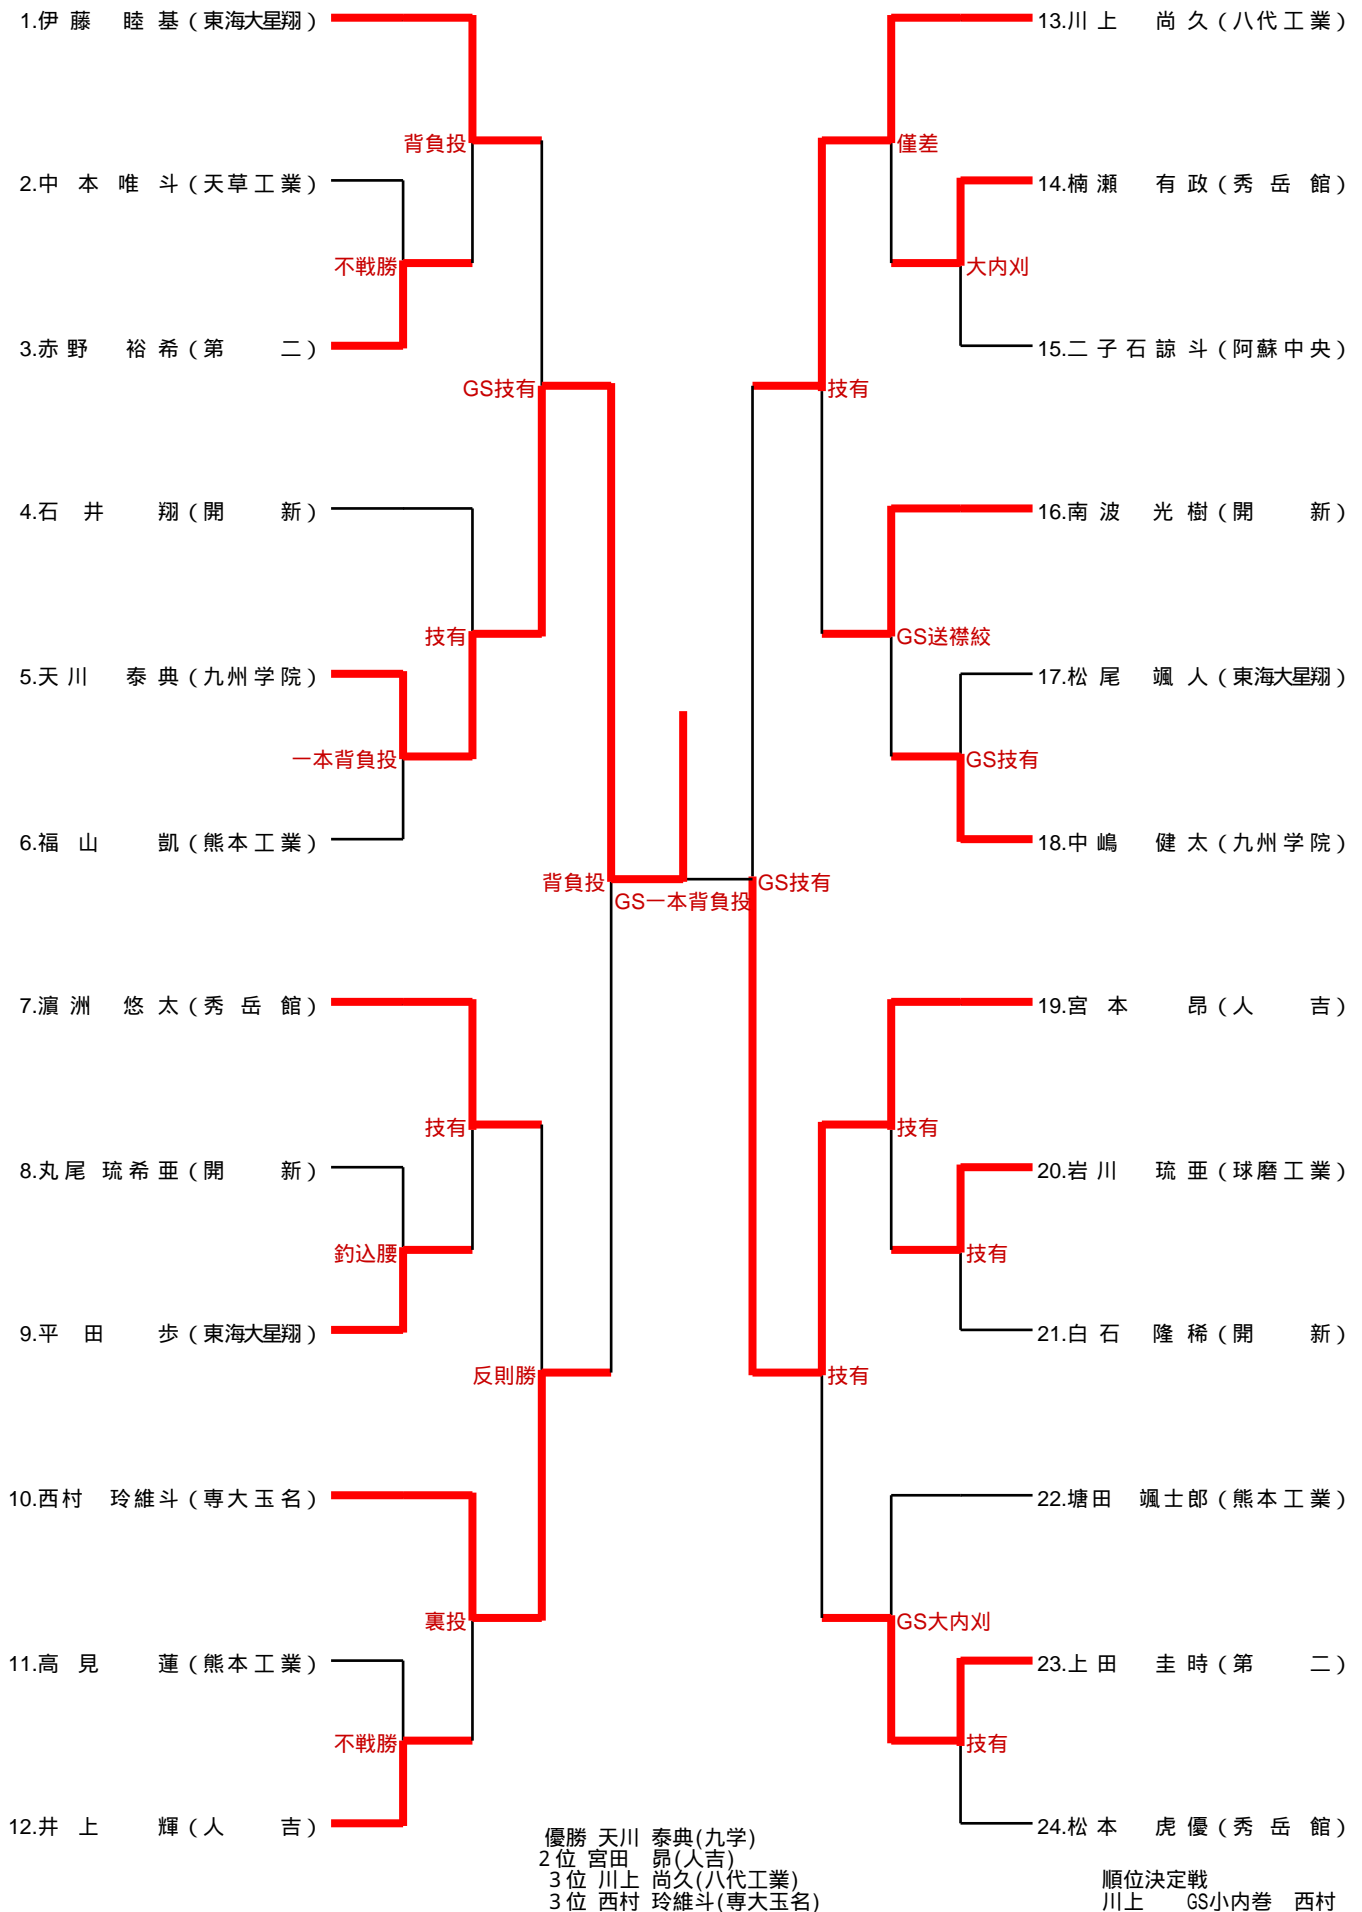 1.伊藤 睦基(東海大星翔)
背負投
2.中本唯斗(天草工業)
不戦勝
3.赤野 裕希(第 二)
GS技有
4.石井 翔(開 新)
技有
5.天川 泰典(九州学院)
一本背負投
6.福山 凱(熊本工業)
背負投
GS一本背負投
7.濵洲 悠太(秀岳館)
技有
8.丸尾 琉希亜(開 新)
釣込腰
9.平田 歩(東海大星翔)
反則勝
10.西村 玲維斗(専大玉名)
裏投
11.高見 蓮(熊本工業)
不戦勝
12.井上 輝(人 吉)
13.川上 尚久(八代工業)
僅差
14.楠瀬 有政(秀岳館)
大内刈
15.二子石諒斗(阿蘇中央)
技有
16.南波 光樹(開 新)
GS送襟絞
17.松尾 颯人(東海大星翔)
GS技有
18.中嶋 健太(九州学院)
GS技有
19.宮本 昂(人 吉)
技有
20.岩川 琉亜(球磨工業)
技有
21.白石 隆稀(開 新)
技有
22.塘田 颯士郎(熊本工業)
GS大内刈
23.上田 圭時(第 二)
技有
24.松本 虎優(秀岳館)
優勝 天川 泰典(九学)
2位 宮田 昴(人吉)
3位 川上 尚久(八代工業)
3位 西村 玲維斗(専大玉名)
順位決定戦
川上 GS小内巻 西村